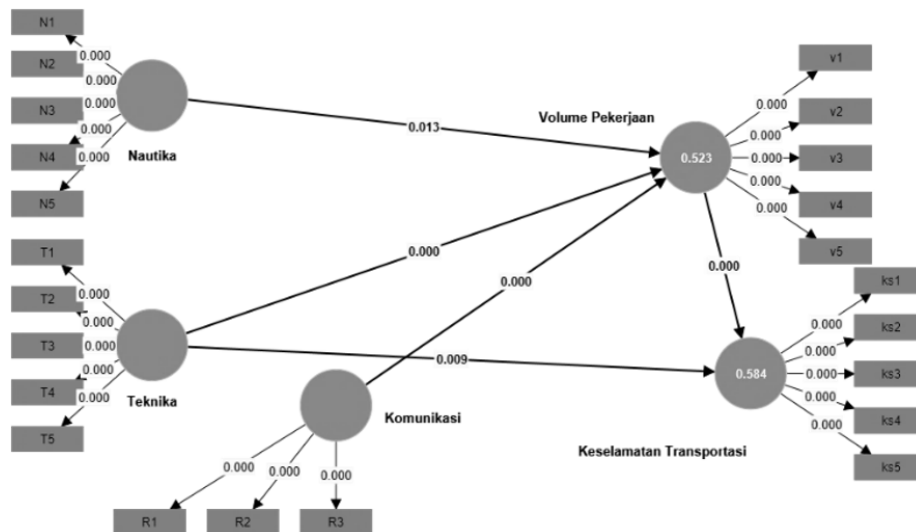 N1
N2
N3
N4
N5
0.000
0.000
0.000
0.000
0.000
Nautika
0.013
Volume Pekerjaan
0.523
v1
v2
v3
v4
v5
0.000
0.000
0.000
0.000
0.000
T1
T2
T3
T4
T5
0.000
0.000
0.000
0.000
0.000
Teknika
0.000
0.000
0.000
0.009
Komunikasi
0.000
0.000
0.000
R1
R2
R3
0.584
Keselamatan Transportasi
0.000
0.000
0.000
0.000
0.000
ks1
ks2
ks3
ks4
ks5